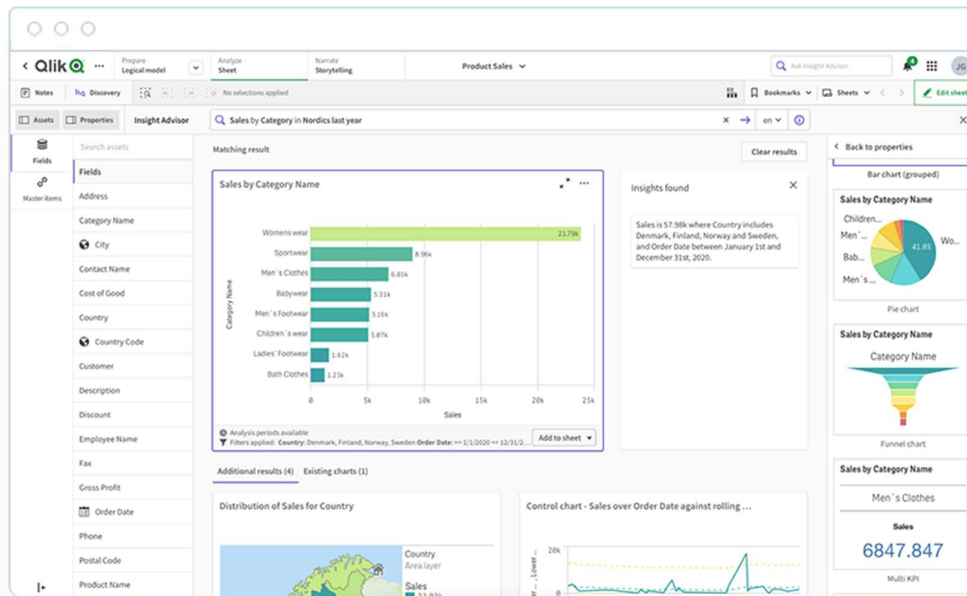 Qlik
Prepare
Logical model
Analyze
Sheet
Narrate
Storytelling
Product Sales
Ask Insight Advisor
4
JG
Notes
Discovery
No selections applied
Bookmarks
Sheets
Edit sheet
Assets
Properties
Insight Advisor
Sales by Category in Nordics last year
en
Fields
Master items
Search assets
Fields
Address
Category Name
City
Contact Name
Cost of Good
Country
Country Code
Customer
Description
Discount
Employee Name
Fax
Gross Profit
Order Date
Phone
Postal Code
Product Name
Matching result
Clear results
Sales by Category Name
Category Name
Womens wear 23.79k
Sportwear 8.96k
Men´s Clothes 6.85k
Babywear 5.31k
Men´s Footwear 5.16k
Children´s wear 5.07k
Ladies´Footwear 1.62k
Bath Clothes 1.23k
0 5k 10k 15k 20k 25k
Sales
Analysis periods available
Filters applied: Country: Denmark, Finland, Norway, Sweden Order Date: >= 1/1/2020 <= 12/31/2...
Add to sheet
Insights found
Sales is 57.98k where Country includes
Denmark, Finland, Norway and Sweden,
and Order Date between January 1st and
December 31st, 2020.
Additional results (4)
Existing charts (1)
Distribution of Sales for Country
Country
Area layer
Sales
Control chart - Sales over Order Date against rolling ...
, Lower ...
20k
0
Back to properties
Bar chart (grouped)
Sales by Category Name
Children...
Men´...
Bab...
Men´s ...
Wo...
41.0%
Pie chart
Sales by Category Name
Category Name
Funnel chart
Sales by Category Name
Men´s Clothes
Sales
6847.847
Multi KPI